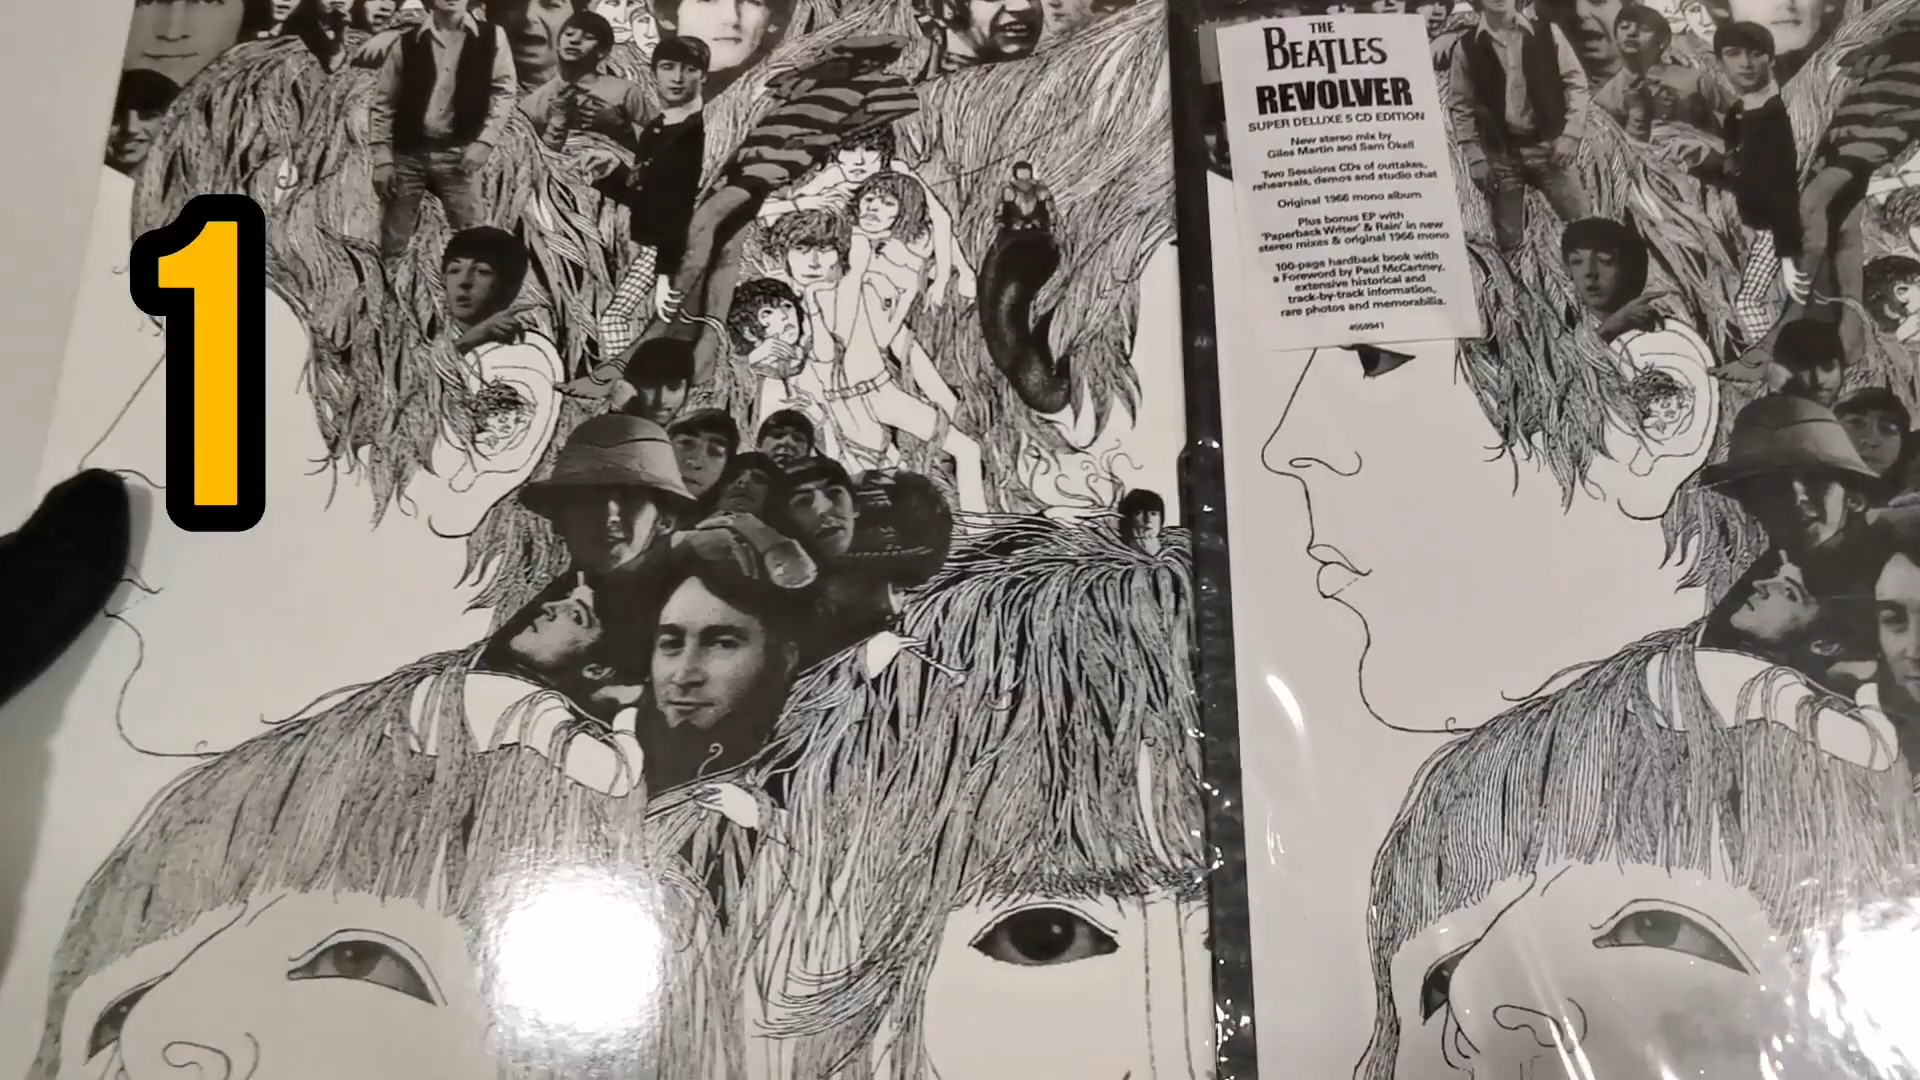 1
THE
BEATLES
REVOLVER
SUPER DELUXE 5 CD EDITION
New stereo mix by
Giles Martin and Sam Okell
Two Sessions CDs of outtakes,
rehearsals, demos and studio chat
Original 1966 mono album
Plus bonus EP with
'Paperback Writer' & Rain' in new
stereo mixes & original 1966 mono
100-page hardback book with
a Foreword by Paul McCartney,
extensive historical and
track-by-track information,
rare photos and memorabilia.
4559941